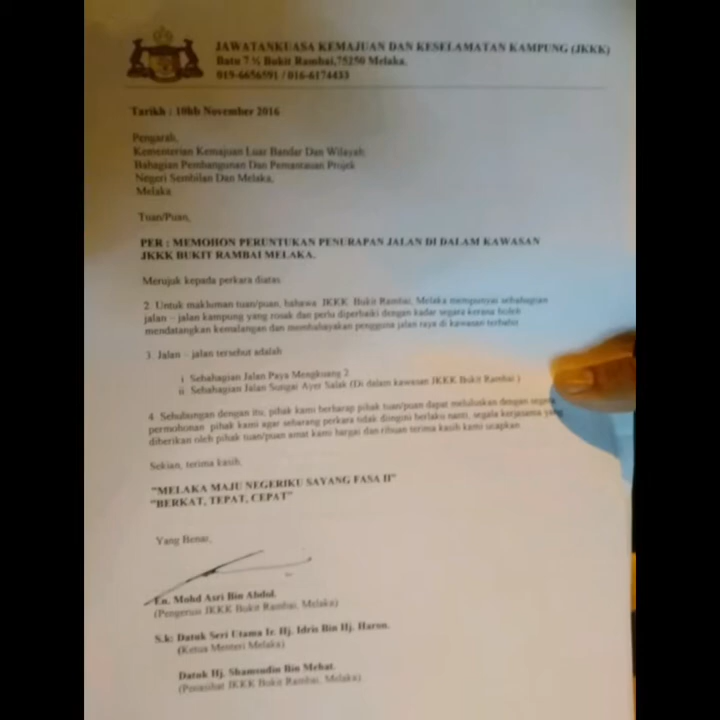 JAWATANKUASA KEMAJUAN DAN KESELAMATAN KAMPUNG (JKKK)
Batu 7 ½ Bukit Rambai,75250 Melaka.
019-6656591 / 016-6174433
Tarikh : 10hb November 2016
Pengarah,
Kementerian Kemajuan Luar Bandar Dan Wilayah
Bahagian Pembangunan Dan Pemantauan Projek
Negeri Sembilan Dan Melaka,
Melaka
Tuan/Puan,
PER : MEMOHON PERUNTUKAN PENURAPAN JALAN DI DALAM KAWASAN
JKKK BUKIT RAMBAI MELAKA.
Merujuk kepada perkara diatas
2. Untuk makluman tuan/puan, bahawa JKKK Bukit Rambai, Melaka mempunyai sebahagian
jalan – jalan kampung yang rosak dan perlu diperbaiki dengan kadar segara kerana boleh
mendatangkan kemalangan dan membahayakan pengguna jalan raya di kawasan terbabit
3. Jalan – jalan tersebut adalah
i Sebahagian Jalan Paya Mengkuang 2
ii Sebahagian Jalan Sungai Ayer Salak (Di dalam kawasan JKKK Bukit Rambai )
4. Sehubungan dengan itu, pihak kami berharap pihak tuan/puan dapat meluluskan dengan segera
permohonan pihak kami agar sebarang perkara tidak diingini berlaku nanti, segala kerjasama yang
diberikan oleh pihak tuan/puan amat kami hargai dan ribuan terima kasih kami ucapkan
Sekian, terima kasih.
"MELAKA MAJU NEGERIKU SAYANG FASA II"
"BERKAT, TEPAT, CEPAT"
Yang Benar,
En. Mohd Asri Bin Abdol.
(Pengerusi JKKK Bukit Rambai, Melaka)
S.k: Datuk Seri Utama Ir. Hj. Idris Bin Hj. Haron.
(Ketua Menteri Melaka)
Datok Hj. Shamsudin Bin Mehat.
(Penasihat JKKK Bukit Rambai, Melaka)